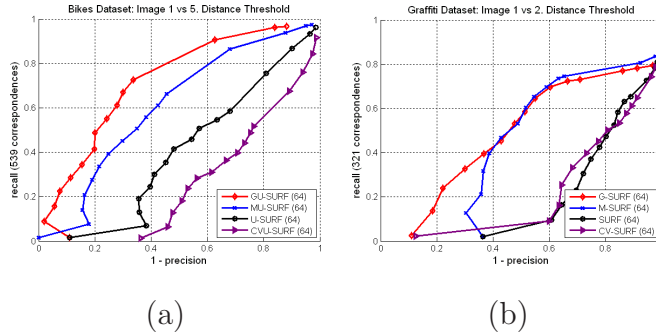 Bikes Dataset: Image 1 vs 5. Distance Threshold
recall (539 correspondences)
1
0.8
0.6
0.4
0.2
0
0 0.2 0.4 0.6 0.8 1
1 - precision
GU-SURF (64)
MU-SURF (64)
U-SURF (64)
CVU-SURF (64)
(a)
Graffiti Dataset: Image 1 vs 2. Distance Threshold
recall (321 correspondences)
1
0.8
0.6
0.4
0.2
0
0 0.2 0.4 0.6 0.8
1 - precision
G-SURF (64)
M-SURF (64)
SURF (64)
CV-SURF (64)
(b)